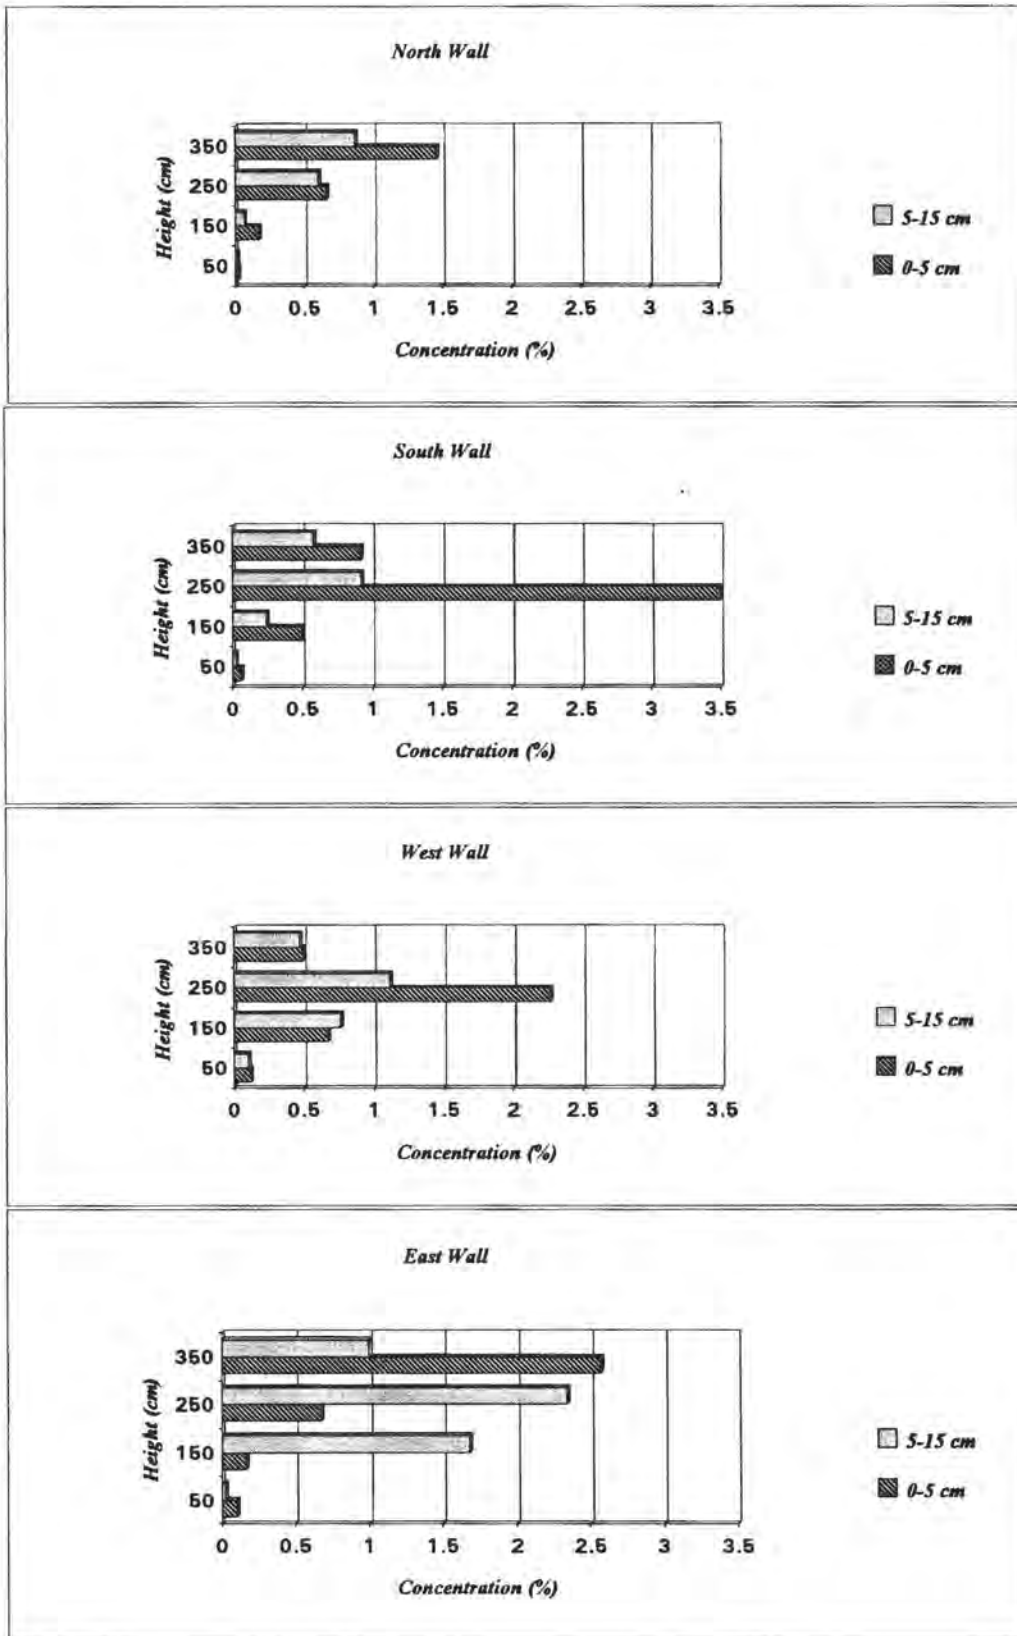 North Wall
350
250
150
50
Height (cm)
0 0.5 1 1.5 2 2.5 3 3.5
Concentration (%)
5-15 cm
0-5 cm
South Wall
350
250
150
50
Height (cm)
0 0.5 1 1.5 2 2.5 3 3.5
Concentration (%)
5-15 cm
0-5 cm
West Wall
350
250
150
50
Height (cm)
0 0.5 1 1.5 2 2.5 3 3.5
Concentration (%)
5-15 cm
0-5 cm
East Wall
350
250
150
50
Height (cm)
0 0.5 1 1.5 2 2.5 3 3.5
Concentration (%)
5-15 cm
0-5 cm